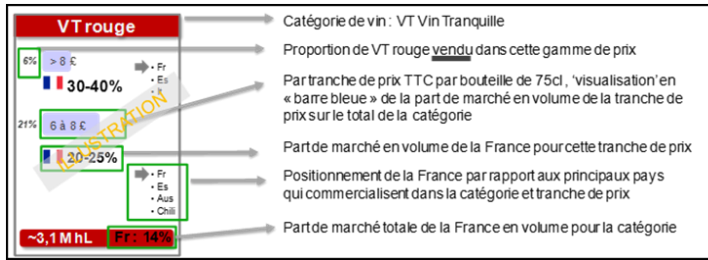 VT rouge
6%
> 8 £
Fr
Es
It
30-40%
21%
6 à 8 £
20-25%
Fr
Es
Aus
Chili
~3,1 M hL
Fr : 14%
ILLUSTRATION
Catégorie de vin : VT Vin Tranquille
Proportion de VT rouge vendu dans cette gamme de prix
Par tranche de prix TTC par bouteille de 75cl , ‘visualisation’ en
« barre bleue » de la part de marché en volume de la tranche de
prix sur le total de la catégorie
Part de marché en volume de la France pour cette tranche de prix
Positionnement de la France par rapport aux principaux pays
qui commercialisent dans la catégorie et tranche de prix
Part de marché totale de la France en volume pour la catégorie